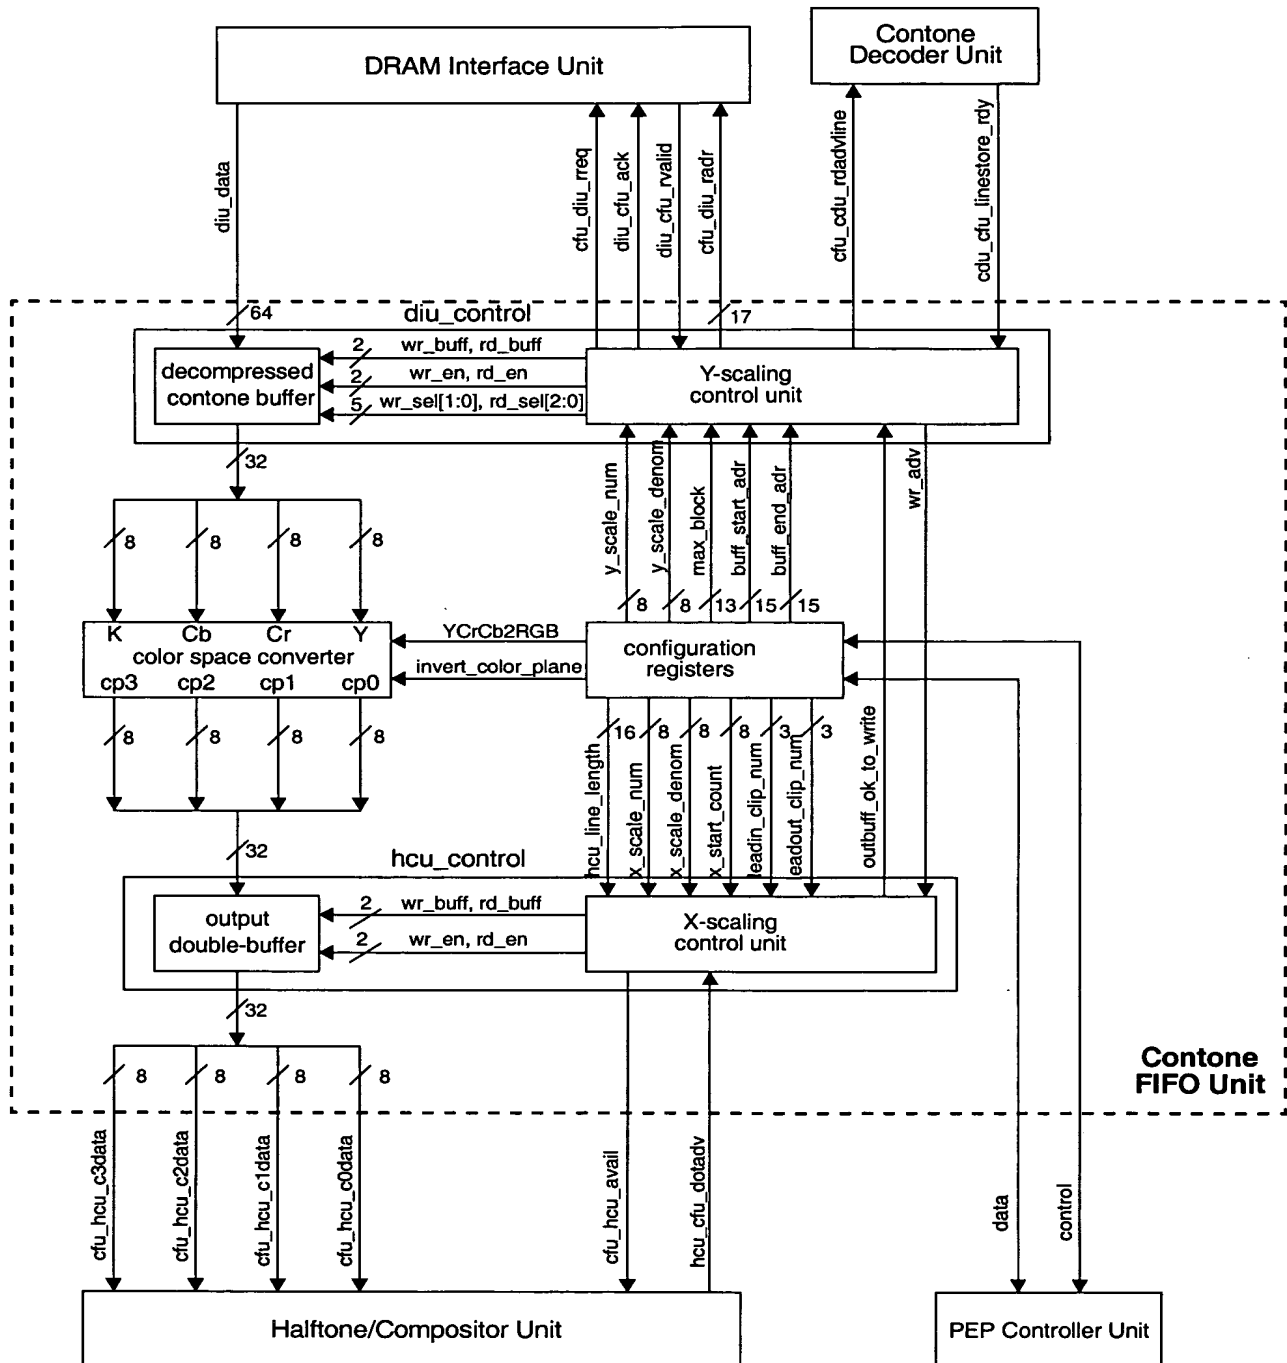 DRAM Interface Unit
Contone
Decoder Unit
diu_data
cfu_diu_rreq
diu_cfu_ack
diu_cfu_rvalid
cfu_diu_radr
cfu_cdu_rdadvline
cdu_cfu_linestore_rdy
64
diu_control
17
decompressed
contone buffer
2
wr_buff, rd_buff
2
wr_en, rd_en
5
wr_sel[1:0], rd_sel[2:0]
Y-scaling
control unit
32
y_scale_num
y_scale_denom
max_block
buff_start_adr
buff_end_adr
wr_adv
8
8
8
8
8
8
13
15
15
K
Cb
Cr
Y
color space converter
cp3
cp2
cp1
cp0
YCrCb2RGB
invert_color_plane
configuration
registers
8
8
8
8
16
8
8
8
3
3
hcu_line_length
x_scale_num
x_scale_denom
x_start_count
leadin_clip_num
leadout_clip_num
outbuff_ok_to_write
32
hcu_control
output
double-buffer
2
wr_buff, rd_buff
2
wr_en, rd_en
X-scaling
control unit
32
8
8
8
8
Contone
FIFO Unit
cfu_hcu_c3data
cfu_hcu_c2data
cfu_hcu_c1data
cfu_hcu_c0data
cfu_hcu_avail
hcu_cfu_dotadv
data
control
Halftone/Compositor Unit
PEP Controller Unit